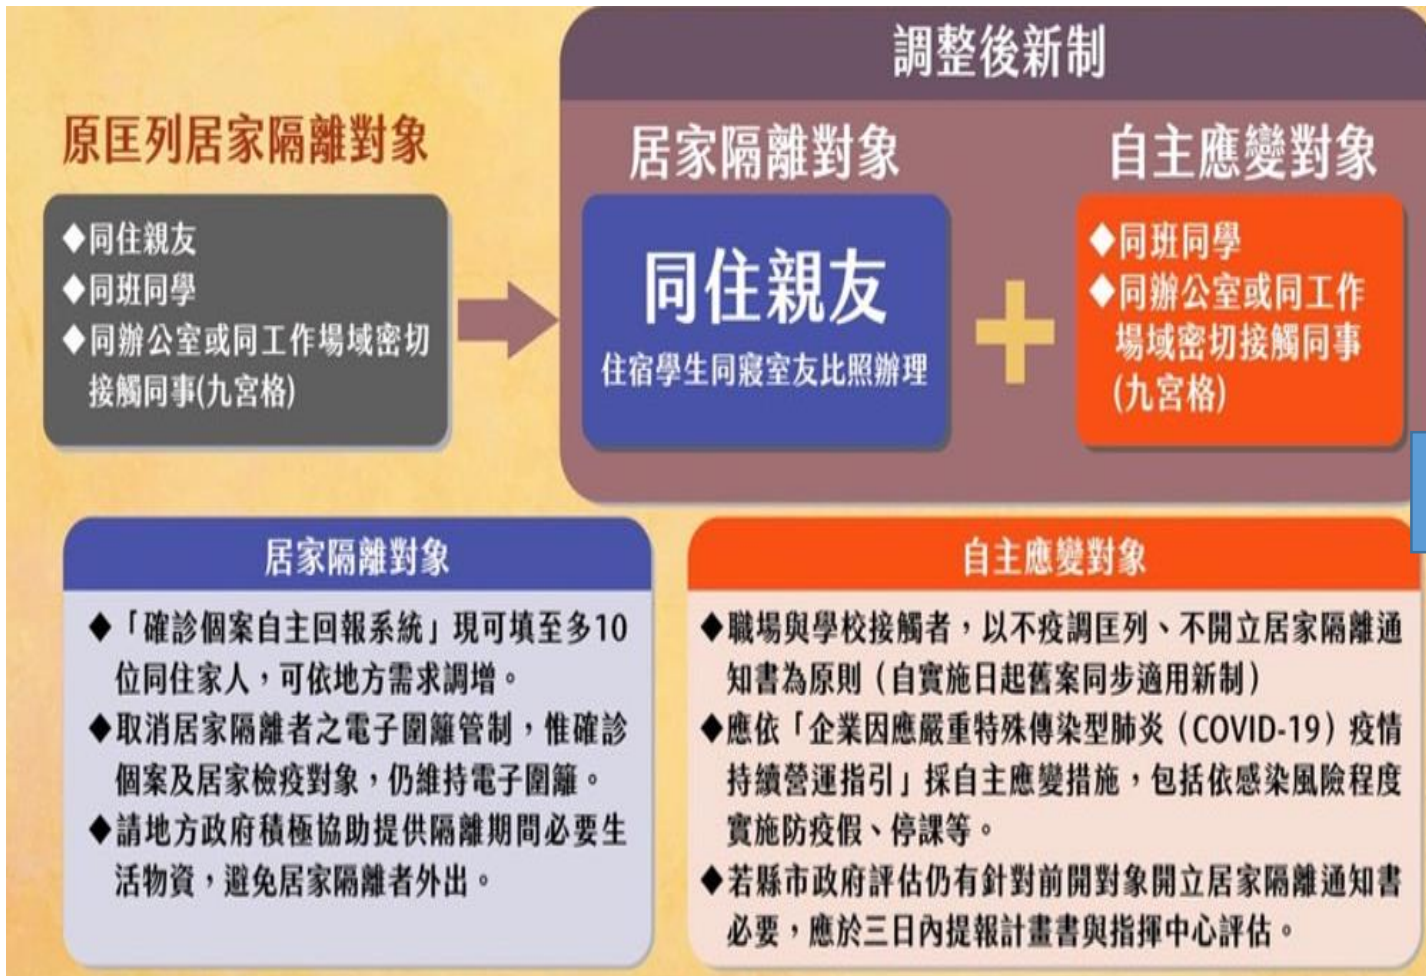 調整後新制
原匡列居家隔離對象
◆同住親友
◆同班同學
◆同辦公室或同工作場域密切
接觸同事(九宮格)
居家隔離對象
同住親友
住宿學生同寢室友比照辦理
自主應變對象
◆同班同學
◆同辦公室或同工作
場域密切接觸同事
(九宮格)
居家隔離對象
◆「確診個案自主回報系統」現可填至多10
位同住家人，可依地方需求調增。
◆取消居家隔離者之電子圍籬管制，惟確診
個案及居家檢疫對象，仍維持電子圍籬。
◆請地方政府積極協助提供隔離期間必要生
活物資，避免居家隔離者外出。
自主應變對象
◆職場與學校接觸者，以不疫調匡列、不開立居家隔離通
知書為原則（自實施日起舊案同步適用新制）
◆應依「企業因應嚴重特殊傳染型肺炎（COVID-19）疫情
持續營運指引」採自主應變措施，包括依感染風險程度
實施防疫假、停課等。
◆若縣市政府評估仍有針對前開對象開立居家隔離通知書
必要，應於三日內提報計畫書與指揮中心評估。